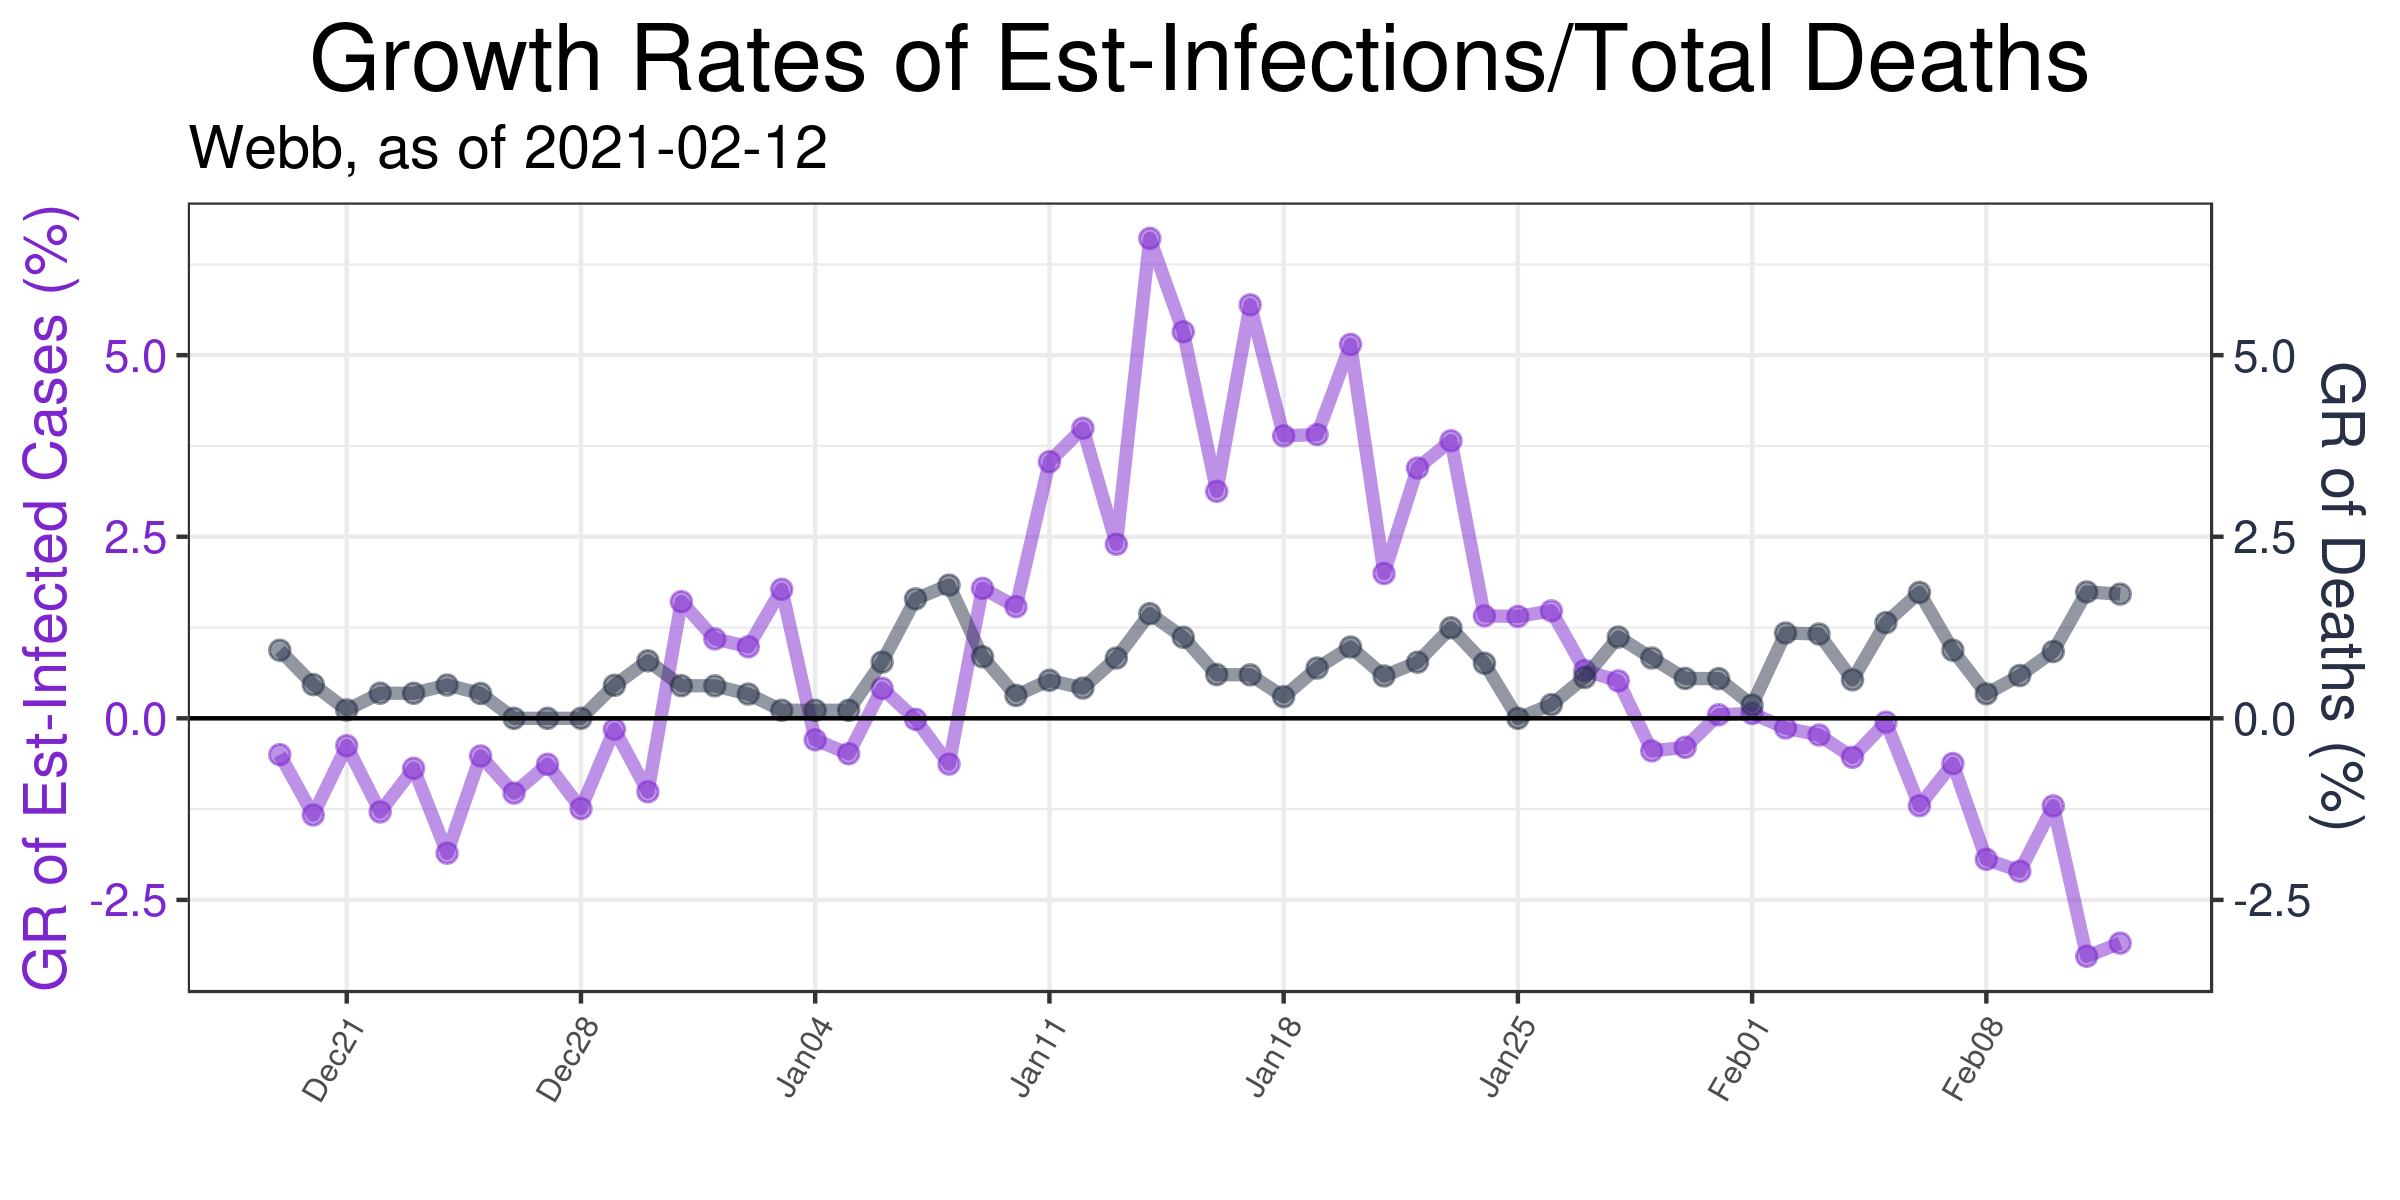 Growth Rates of Est-Infections/Total Deaths
Webb, as of 2021-02-12
GR of Est-Infected Cases (%)
5.0
2.5
0.0
-2.5
5.0
2.5
0.0
-2.5
GR of Deaths (%)
Dec21
Dec28
Jan04
Jan11
Jan18
Jan25
Feb01
Feb08